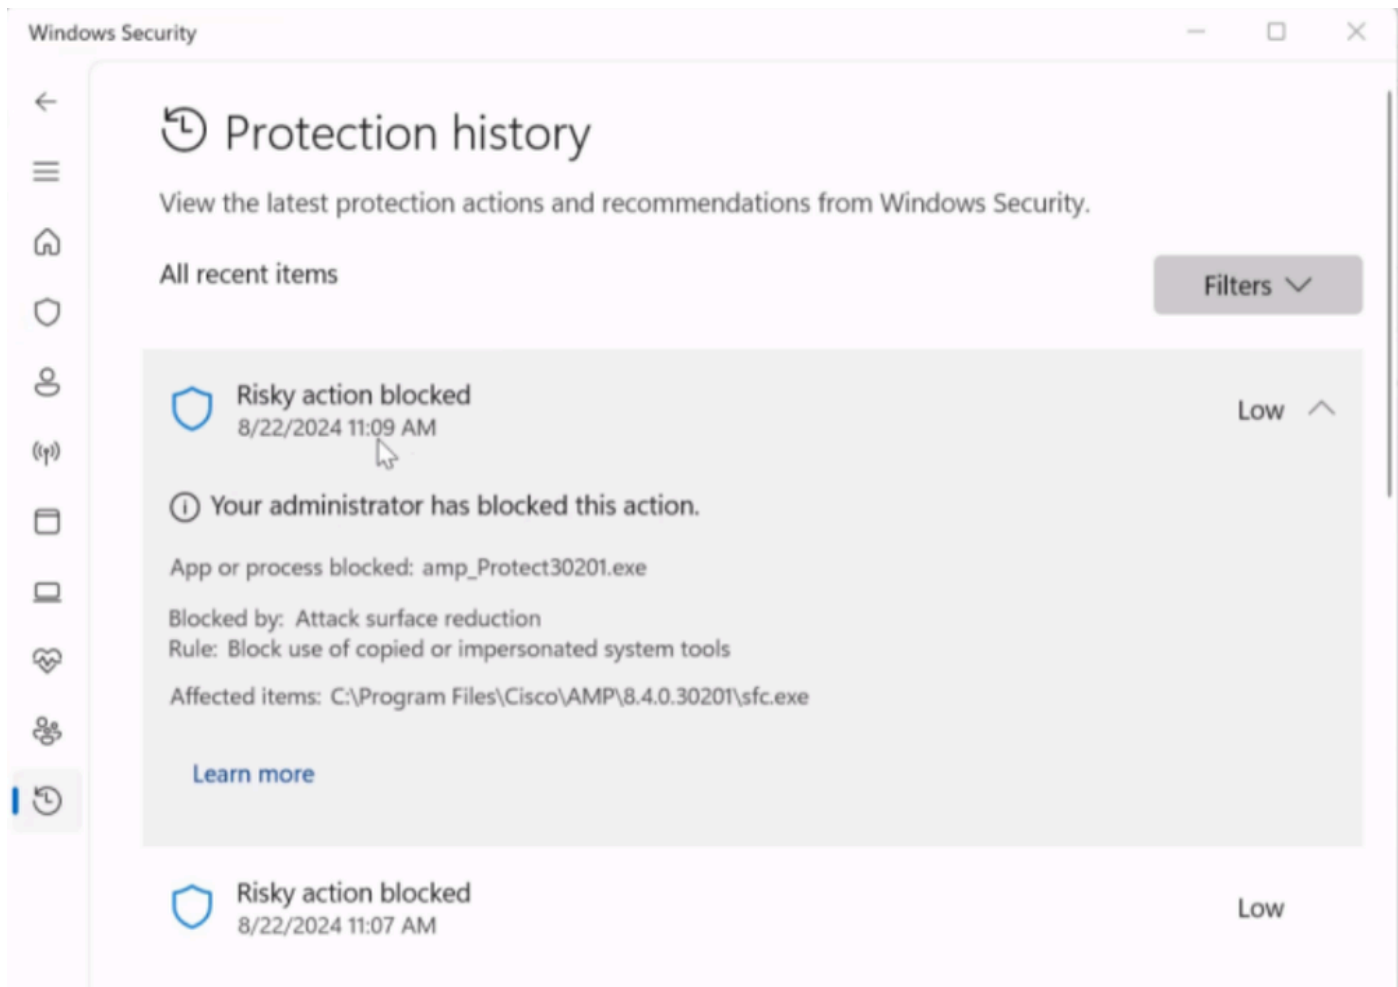 Windows Security
Protection history
View the latest protection actions and recommendations from Windows Security.
All recent items
Filters
Risky action blocked
8/22/2024 11:09 AM
Low
Your administrator has blocked this action.
App or process blocked: amp_Protect30201.exe
Blocked by: Attack surface reduction
Rule: Block use of copied or impersonated system tools
Affected items: C:\Program Files\Cisco\AMP\8.4.0.30201\sfc.exe
Learn more
Risky action blocked
8/22/2024 11:07 AM
Low